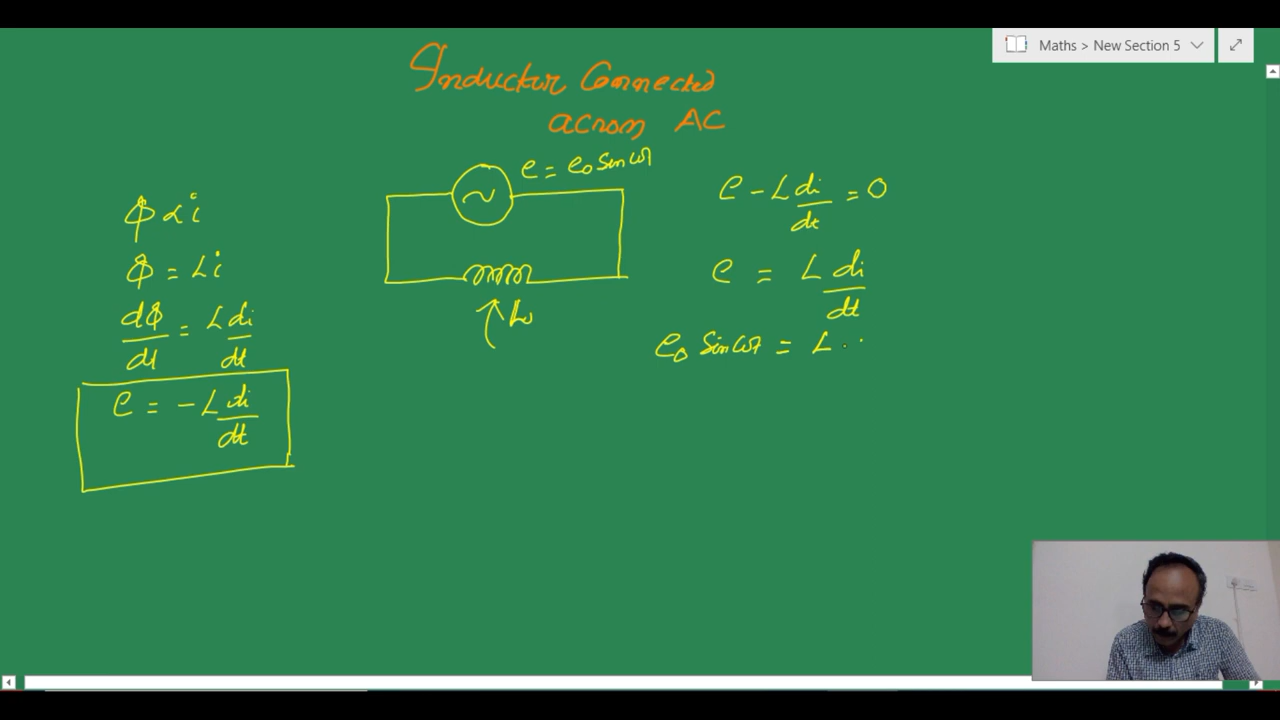 Maths > New Section 5
Inductor Connected
across AC
e = e₀ sin ωt
ϕ ∝ i
ϕ = Li
dϕ/dt = L di/dt
e = -L di/dt
L
e - L di/dt = 0
e = L di/dt
e₀ sin ωt = L ..